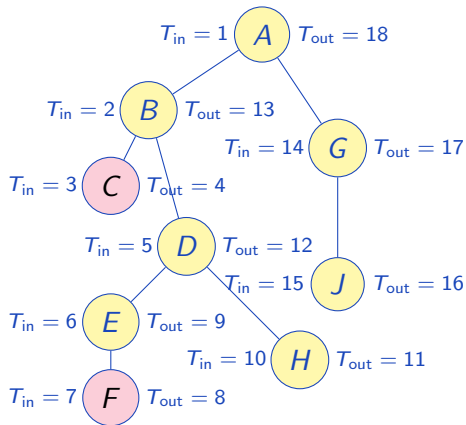 T_in = 1 A T_out = 18
T_in = 2 B T_out = 13
T_in = 14 G T_out = 17
T_in = 3 C T_out = 4
T_in = 5 D T_out = 12
T_in = 15 J T_out = 16
T_in = 6 E T_out = 9
T_in = 10 H T_out = 11
T_in = 7 F T_out = 8